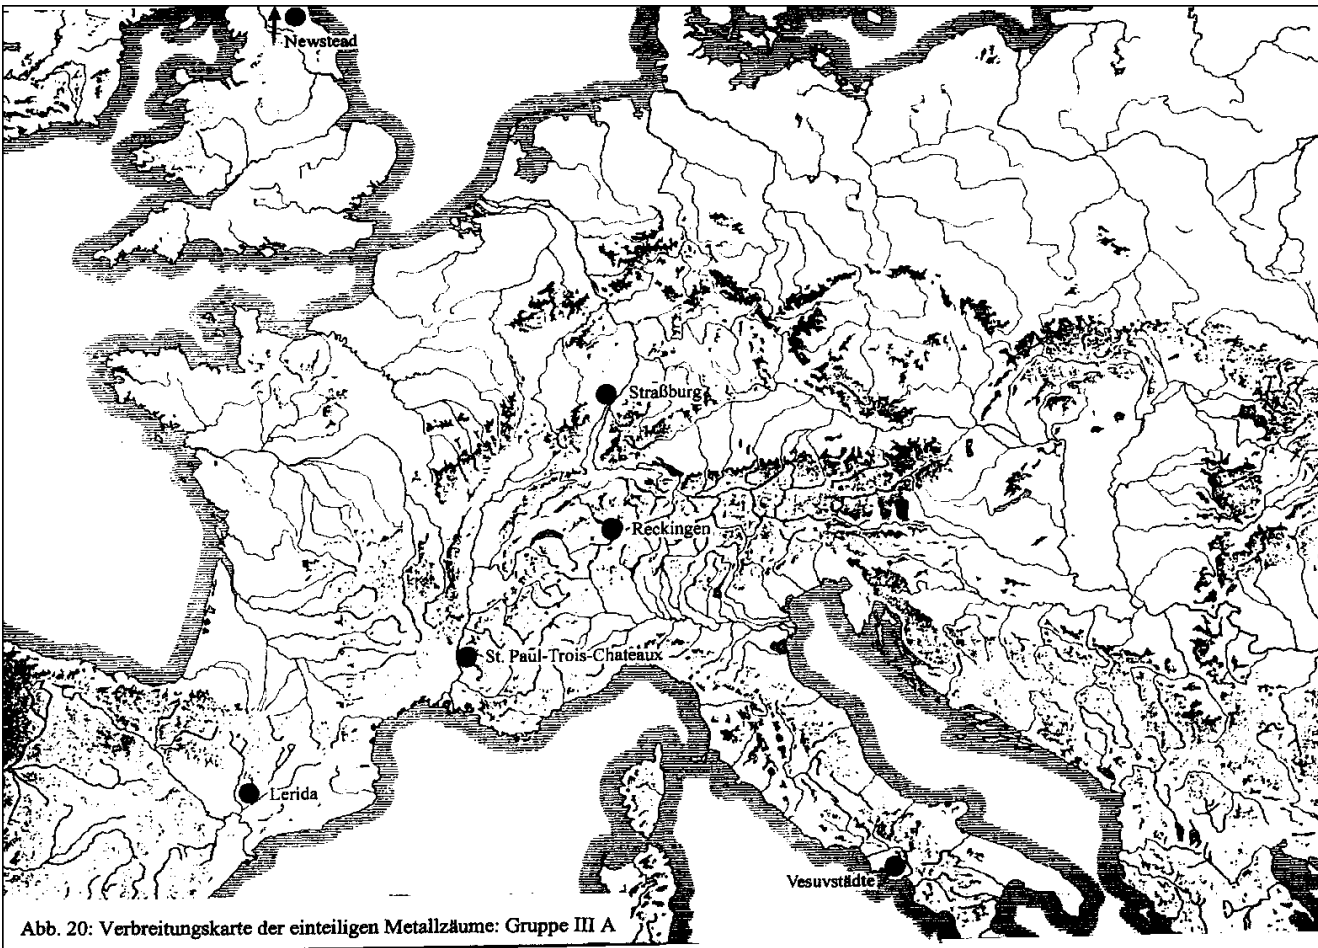 Newstead
Straßburg
Reckingen
St. Paul-Trois-Chateaux
Lerida
Vesuvstädte
Abb. 20: Verbreitungskarte der einteiligen Metallzäume: Gruppe III A